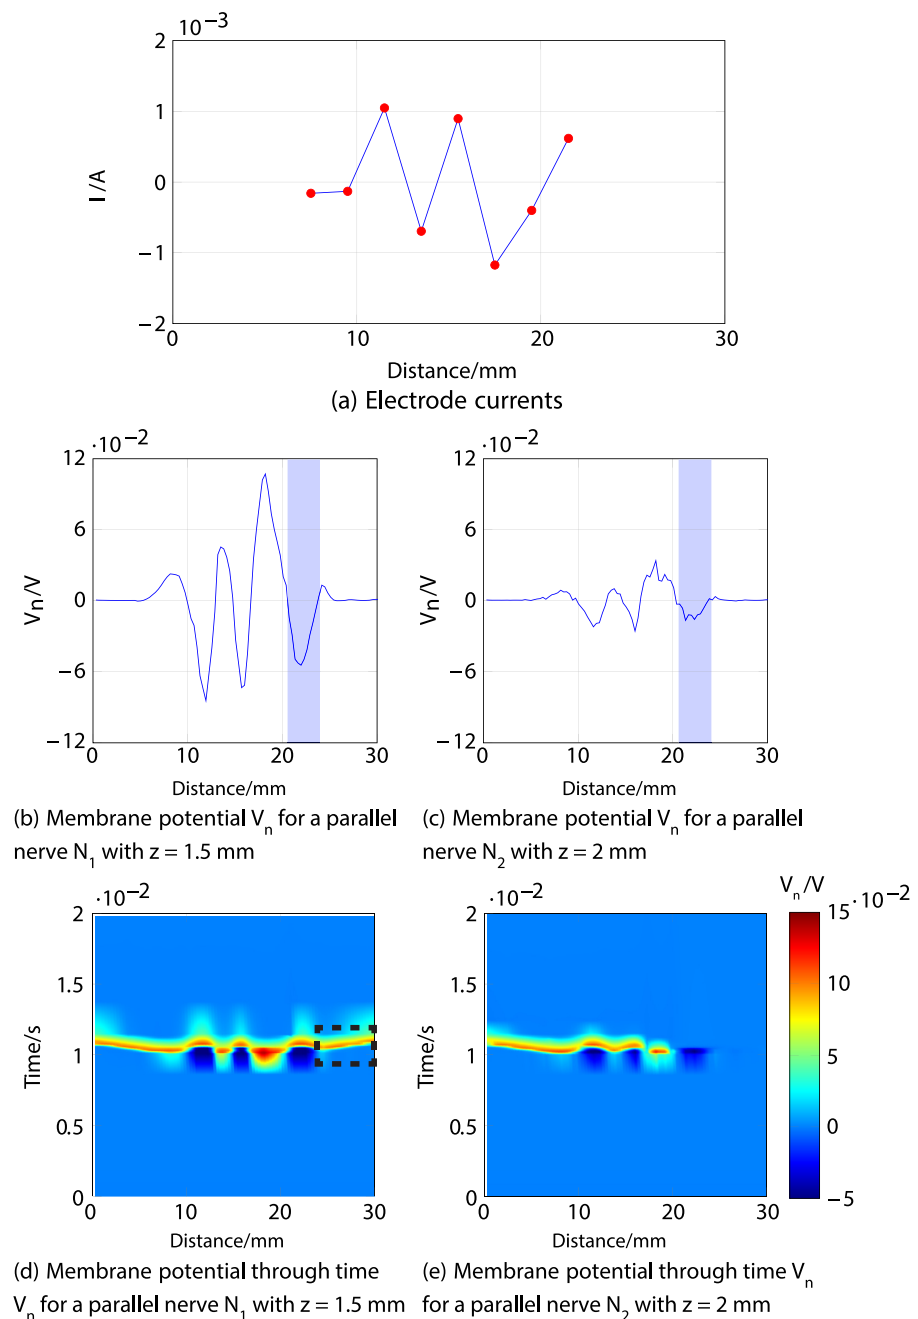 ·10⁻³
2
1
0
−1
−2
I/A
0 10 20 30
Distance/mm
(a) Electrode currents
·10⁻²
12
6
0
−6
−12
Vₙ/V
0 10 20 30
Distance/mm
(b) Membrane potential Vₙ for a parallel
nerve N₁ with z = 1.5 mm
·10⁻²
12
6
0
−6
−12
Vₙ/V
0 10 20 30
Distance/mm
(c) Membrane potential Vₙ for a parallel
nerve N₂ with z = 2 mm
·10⁻²
2
1.5
1
0.5
0
Time/s
0 10 20 30
Distance/mm
(d) Membrane potential through time
Vₙ for a parallel nerve N₁ with z = 1.5 mm
·10⁻²
2
1.5
1
0.5
0
Time/s
0 10 20 30
Distance/mm
Vₙ/V
·10⁻²
15
10
5
0
−5
(e) Membrane potential through time Vₙ
for a parallel nerve N₂ with z = 2 mm